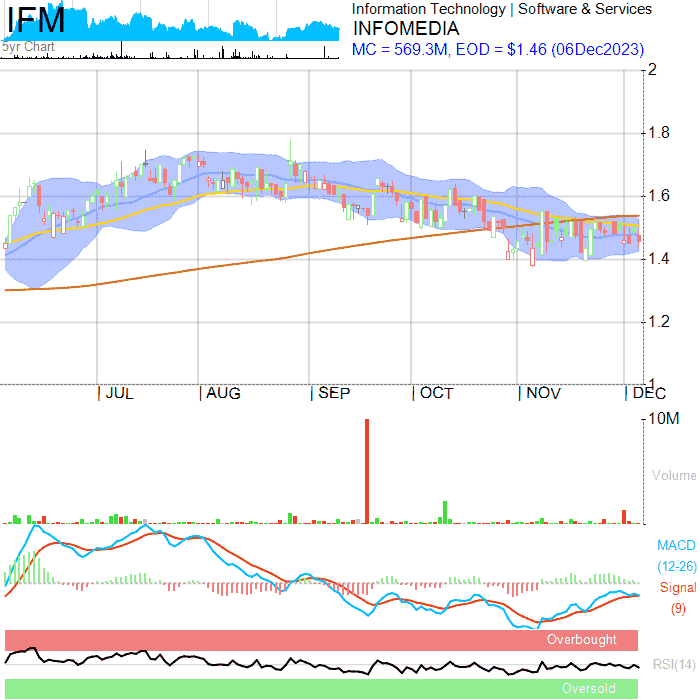 IFM
5yr Chart
Information Technology | Software & Services
INFOMEDIA
MC = 569.3M, EOD = $1.46 (06Dec2023)
2
1.8
1.6
1.4
1.2
1
| JUL | AUG | SEP | OCT | NOV | DEC
10M
Volume
MACD
(12-26)
Signal
(9)
Overbought
RSI(14)
Oversold